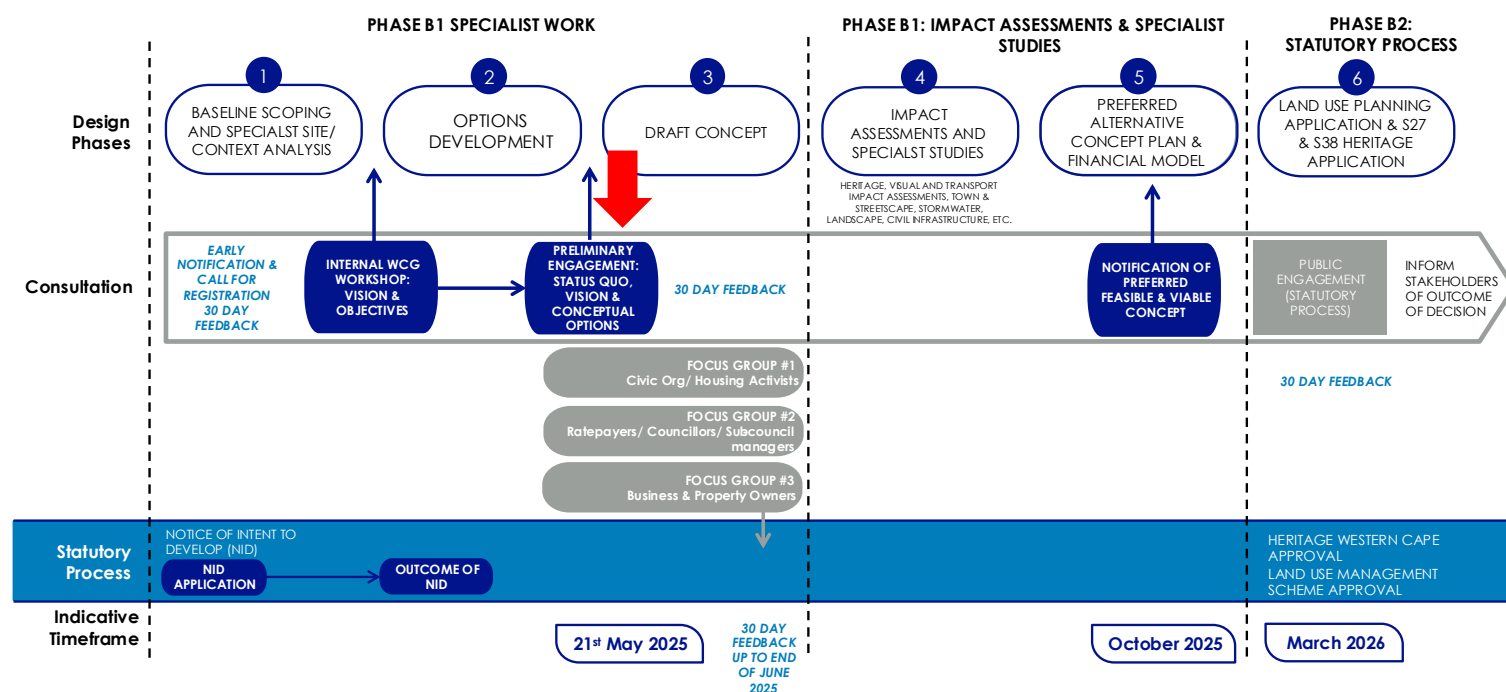 PHASE B1 SPECIALIST WORK
PHASE B1: IMPACT ASSESSMENTS & SPECIALIST
STUDIES
PHASE B2:
STATUTORY PROCESS
Design
Phases
1
BASELINE SCOPING
AND SPECIALIST SITE/
CONTEXT ANALYSIS
2
OPTIONS
DEVELOPMENT
3
DRAFT CONCEPT
4
IMPACT
ASSESSMENTS AND
SPECIALST STUDIES
HERITAGE, VISUAL AND TRANSPORT
IMPACT ASSESSMENTS, TOWN &
STREETSCAPE, STORMWATER,
LANDSCAPE, CIVIL INFRASTRUCTURE, ETC.
5
PREFERRED
ALTERNATIVE
CONCEPT PLAN &
FINANCIAL MODEL
6
LAND USE PLANNING
APPLICATION & S27
& S38 HERITAGE
APPLICATION
Consultation
EARLY
NOTIFICATION &
CALL FOR
REGISTRATION
30 DAY
FEEDBACK
INTERNAL WCG
WORKSHOP:
VISION &
OBJECTIVES
PRELIMINARY
ENGAGEMENT:
STATUS QUO,
VISION &
CONCEPTUAL
OPTIONS
30 DAY FEEDBACK
NOTIFICATION OF
PREFERRED
FEASIBLE & VIABLE
CONCEPT
PUBLIC
ENGAGEMENT
(STATUTORY
PROCESS)
INFORM
STAKEHOLDERS
OF OUTCOME
OF DECISION
30 DAY FEEDBACK
FOCUS GROUP #1
Civic Org/ Housing Activists
FOCUS GROUP #2
Ratepayers/ Councillors/ Subcouncil
managers
FOCUS GROUP #3
Business & Property Owners
Statutory
Process
NOTICE OF INTENT TO
DEVELOP (NID)
NID
APPLICATION
OUTCOME OF
NID
HERITAGE WESTERN CAPE
APPROVAL
LAND USE MANAGEMENT
SCHEME APPROVAL
Indicative
Timeframe
21st May 2025
30 DAY
FEEDBACK
UP TO END
OF JUNE
2025
October 2025
March 2026